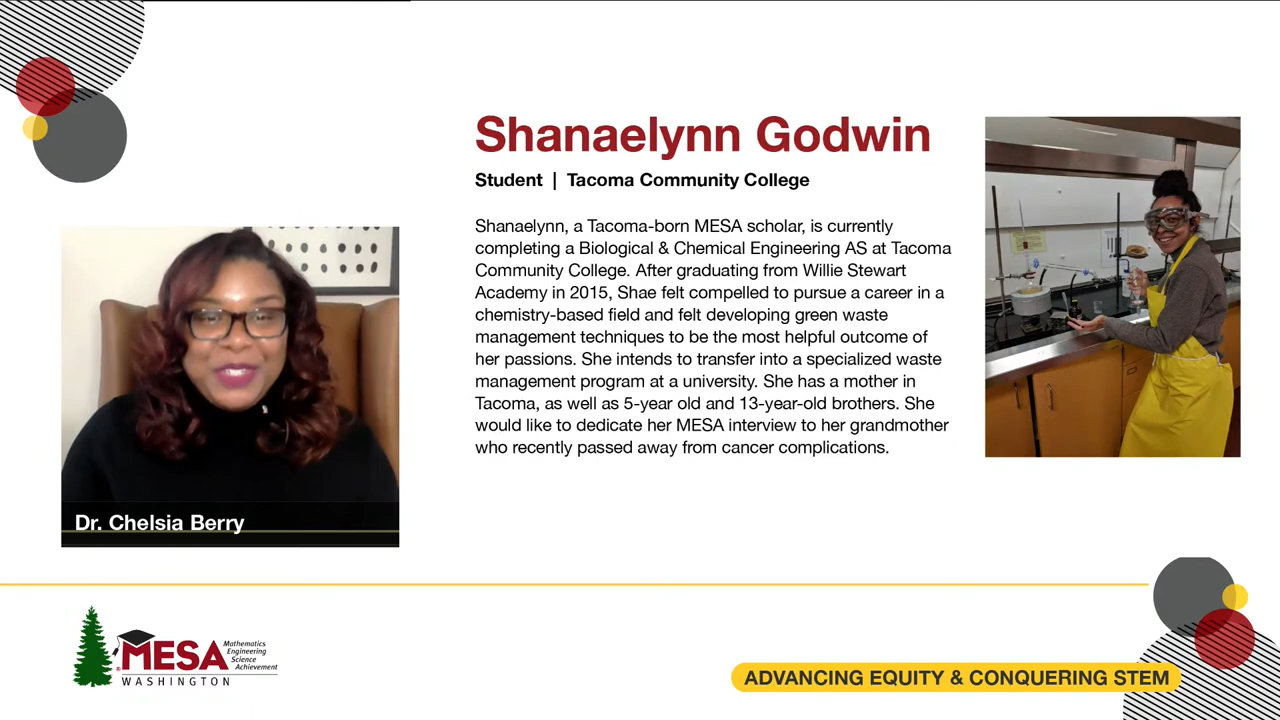 Shanaelynn Godwin
Student | Tacoma Community College
Shanaelynn, a Tacoma-born MESA scholar, is currently
completing a Biological & Chemical Engineering AS at Tacoma
Community College. After graduating from Willie Stewart
Academy in 2015, Shae felt compelled to pursue a career in a
chemistry-based field and felt developing green waste
management techniques to be the most helpful outcome of
her passions. She intends to transfer into a specialized waste
management program at a university. She has a mother in
Tacoma, as well as 5-year old and 13-year-old brothers. She
would like to dedicate her MESA interview to her grandmother
who recently passed away from cancer complications.
Dr. Chelsia Berry
MESA
Mathematics
Engineering
Science
Achievement
WASHINGTON
ADVANCING EQUITY & CONQUERING STEM